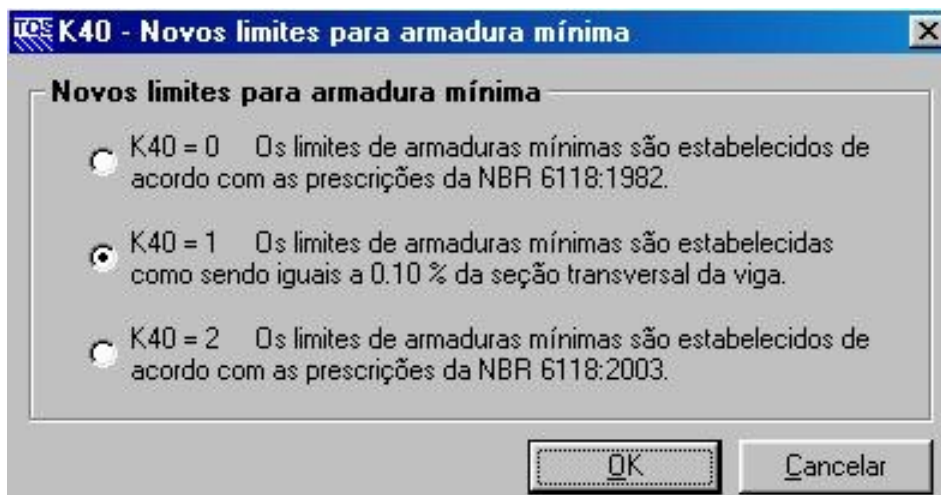 TQS K40 - Novos limites para armadura mínima
Novos limites para armadura mínima
K40 = 0 Os limites de armaduras mínimas são estabelecidos de
acordo com as prescrições da NBR 6118:1982.
K40 = 1 Os limites de armaduras mínimas são estabelecidas
como sendo iguais a 0.10 % da seção transversal da viga.
K40 = 2 Os limites de armaduras mínimas são estabelecidos de
acordo com as prescrições da NBR 6118:2003.
OK
Cancelar